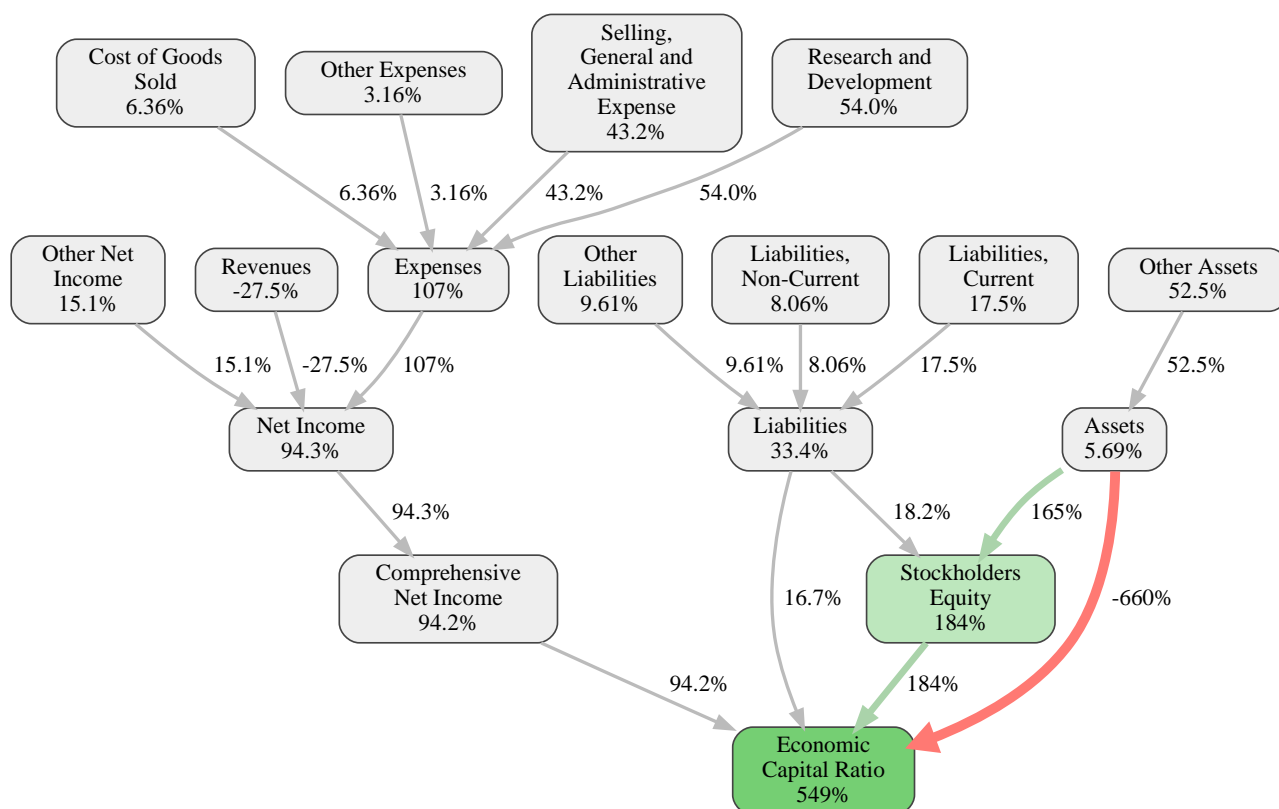 Cost of Goods
Sold
6.36%
Other Expenses
3.16%
Selling,
General and
Administrative
Expense
43.2%
Research and
Development
54.0%
6.36%
3.16%
43.2%
54.0%
Other Net
Income
15.1%
Revenues
-27.5%
Expenses
107%
Other
Liabilities
9.61%
Liabilities,
Non-Current
8.06%
Liabilities,
Current
17.5%
Other Assets
52.5%
15.1%
-27.5%
107%
9.61%
8.06%
17.5%
52.5%
Net Income
94.3%
Liabilities
33.4%
Assets
5.69%
94.3%
18.2%
165%
Comprehensive
Net Income
94.2%
16.7%
Stockholders
Equity
184%
-660%
94.2%
184%
Economic
Capital Ratio
549%